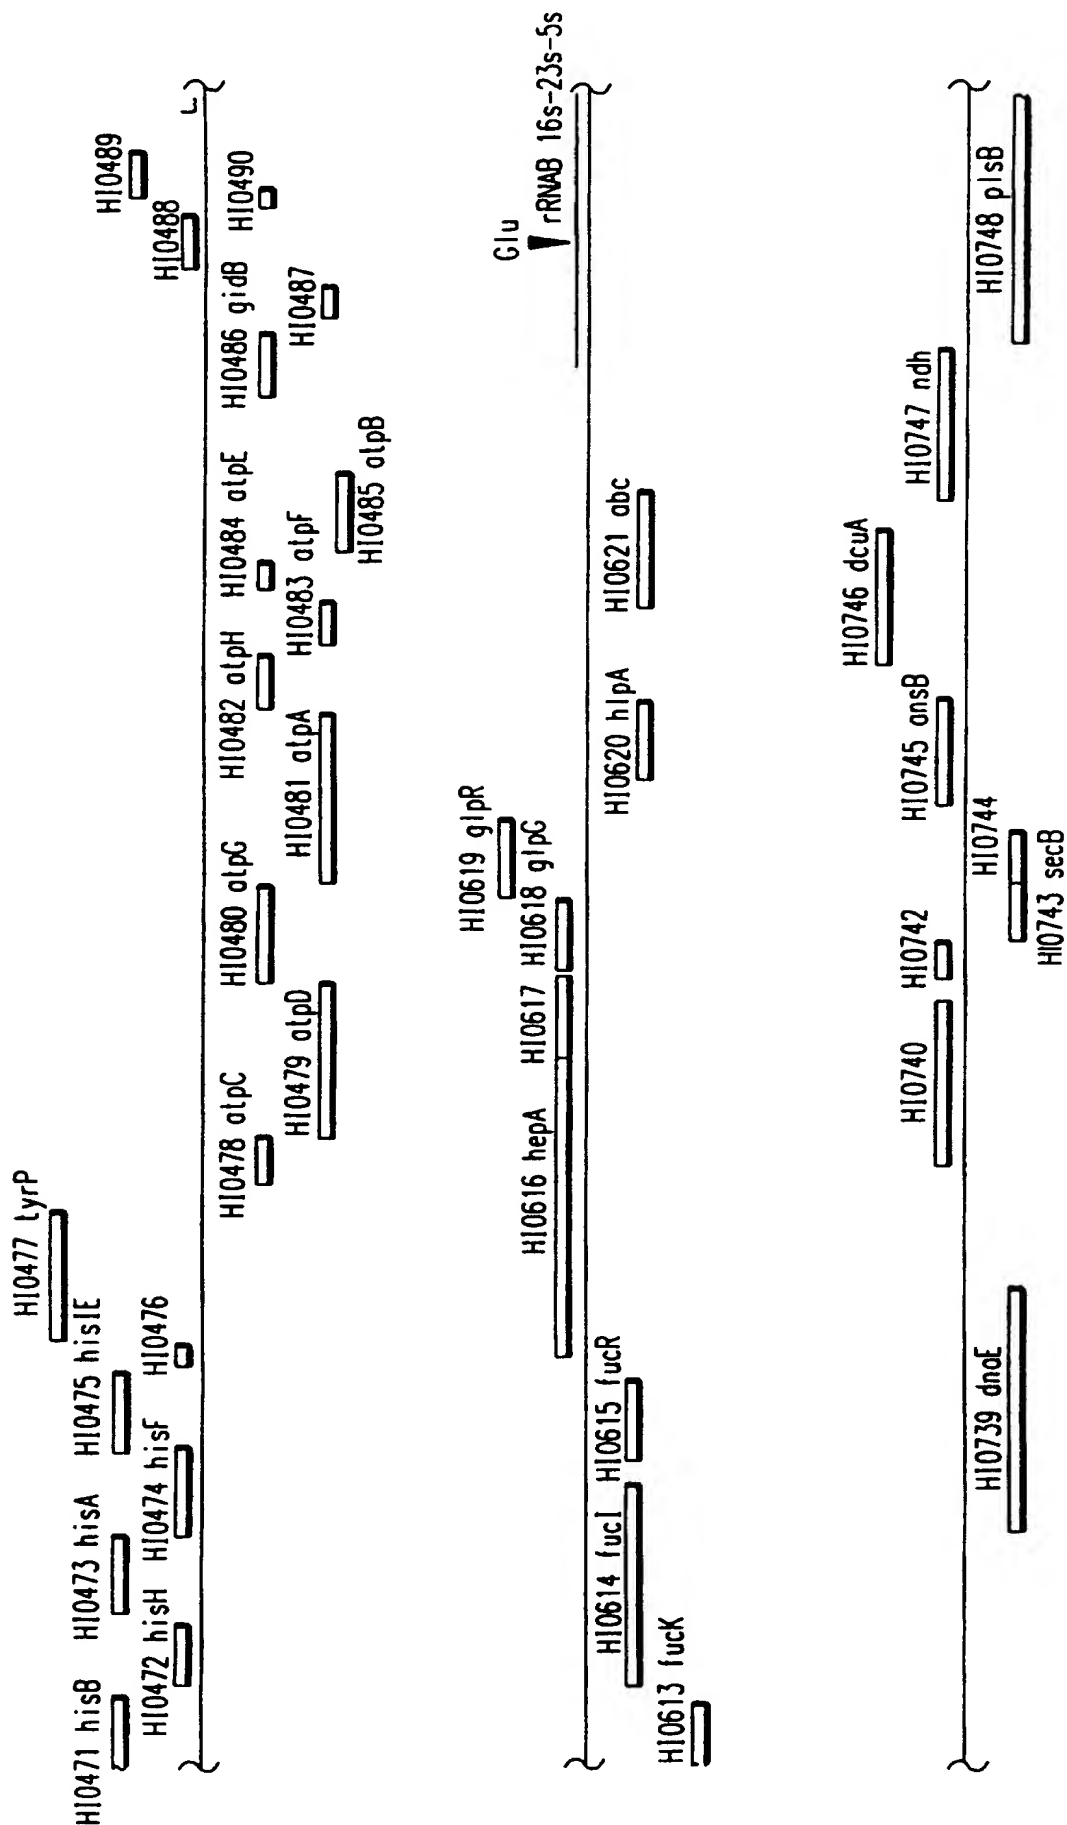 HI0471 hisB
HI0472 hisH
HI0473 hisA
HI0474 hisF
HI0475 hisIE
HI0476
HI0477 tyrP
HI0478 atpC
HI0479 atpD
HI0480 atpG
HI0481 atpA
HI0482 atpH
HI0483 atpF
HI0484 atpE
HI0485 atpB
HI0486 gidB
HI0487
HI0488
HI0489
HI0490
HI0613 fucK
HI0614 fucI
HI0615 fucR
HI0616 hepA
HI0617
HI0618 glpG
HI0619 glpR
HI0620 hlpA
HI0621 abc
Glu
rRNAB 16s-23s-5s
HI0739 dnaE
HI0740
HI0742
HI0743 secB
HI0744
HI0745 ansB
HI0746 dcuA
HI0747 ndh
HI0748 plsB